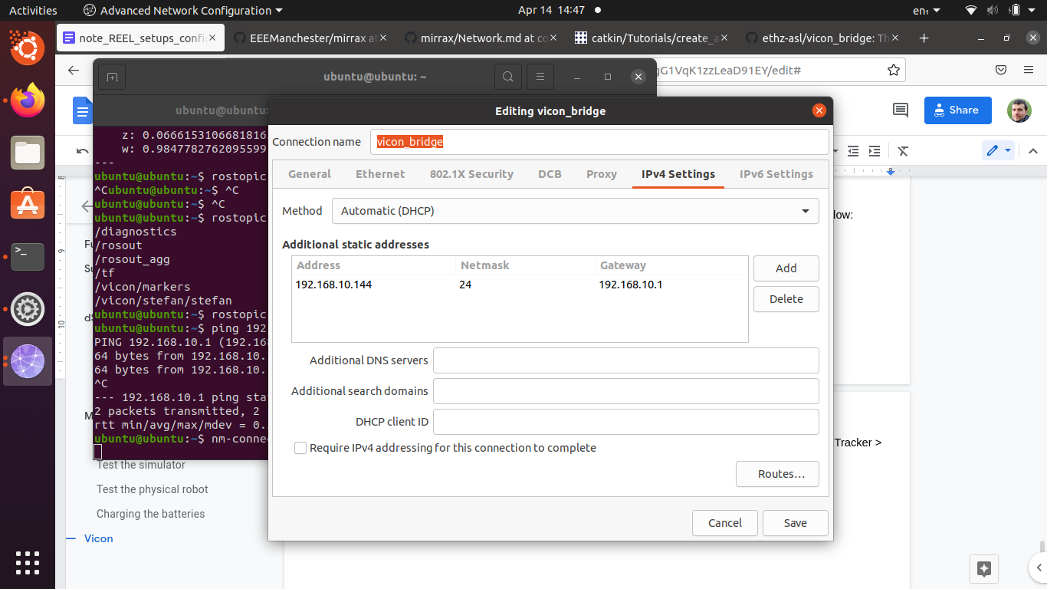 Activities
Advanced Network Configuration
Apr 14 14:47
en₁
note_REEL_setups_confi
EEEManchester/mirrax at
mirrax/Network.md at co
catkin/Tutorials/create_a
ethz-asl/vicon_bridge: Th
gG1VqK1zzLeaD91EY/edit#
ubuntu@ubuntu: ~
ubuntu@ubuntu:
Share
z: 0.066153106681816
w: 0.9847782762095599
---
ubuntu@ubuntu:~$ rostopic
^Cubuntu@ubuntu:~$ ^C
ubuntu@ubuntu:~$ ^C
ubuntu@ubuntu:~$ rostopic
/diagnostics
/rosout
/rosout_agg
/tf
/vicon/markers
/vicon/stefan/stefan
ubuntu@ubuntu:~$ rostopic
ubuntu@ubuntu:~$ ping 192
PING 192.168.10.1 (192.168
64 bytes from 192.168.10.
64 bytes from 192.168.10.
^C
--- 192.168.10.1 ping sta
2 packets transmitted, 2
rtt min/avg/max/mdev = 0.
ubuntu@ubuntu:~$ nm-conne
Editing vicon_bridge
Connection name
vicon_bridge
General
Ethernet
802.1X Security
DCB
Proxy
IPv4 Settings
IPv6 Settings
Method
Automatic (DHCP)
Additional static addresses
Address
Netmask
Gateway
192.168.10.144
24
192.168.10.1
Add
Delete
Additional DNS servers
Additional search domains
DHCP client ID
Require IPv4 addressing for this connection to complete
Routes…
Cancel
Save
low:
Tracker >
Test the simulator
Test the physical robot
Charging the batteries
Vicon